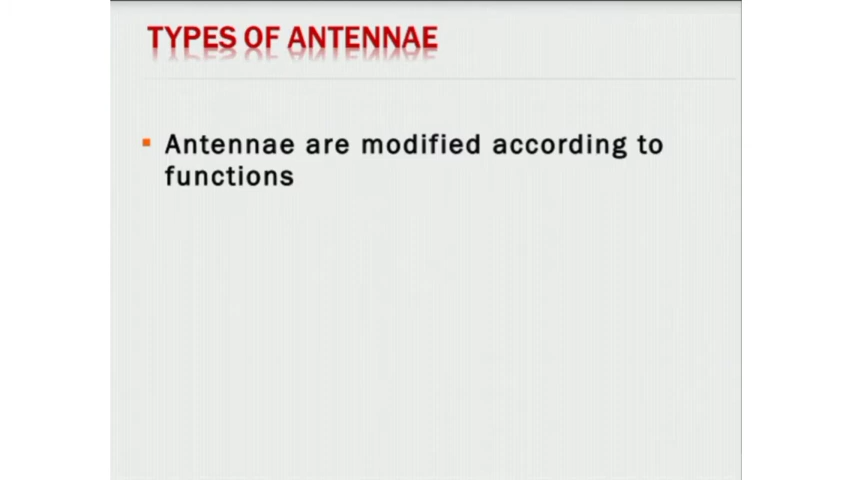 TYPES OF ANTENNAE
Antennae are modified according to
functions